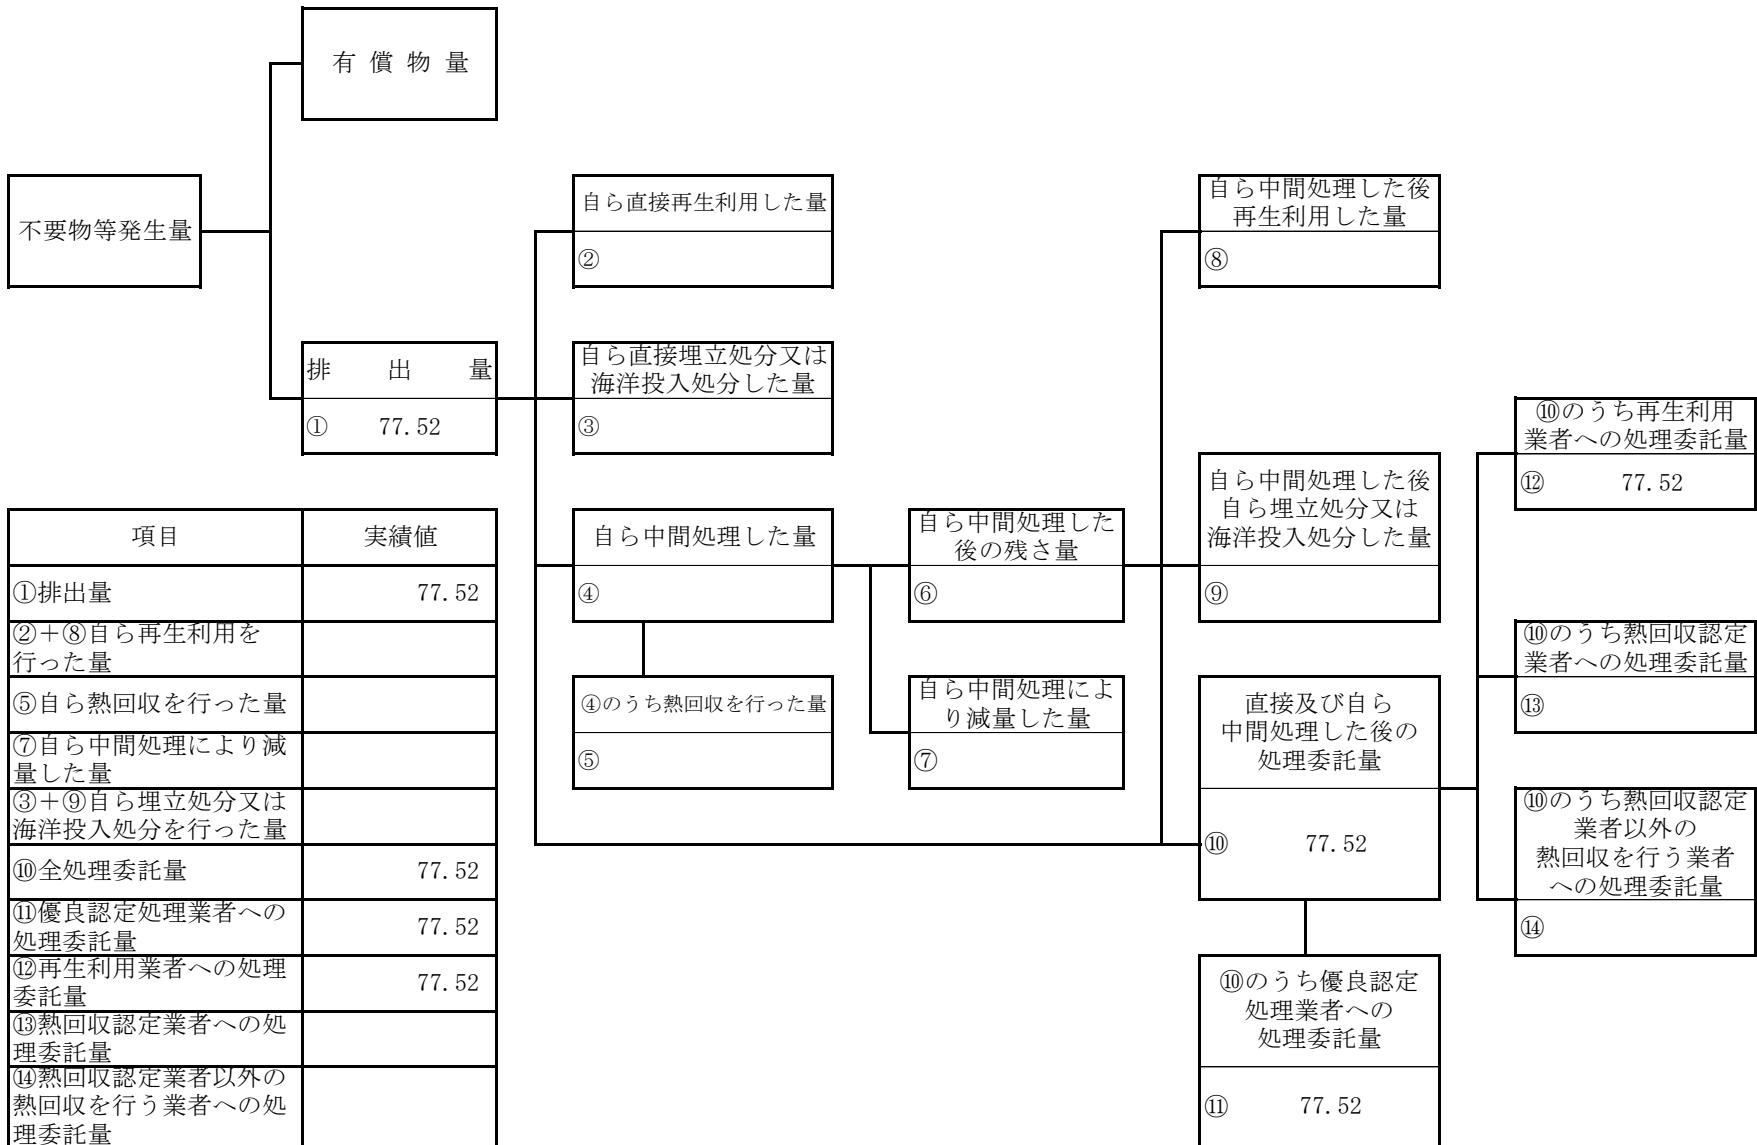 有償物量
不要物等発生量
排出量
① 77.52
自ら直接再生利用した量
②
自ら直接埋立処分又は
海洋投入処分した量
③
自ら中間処理した量
④
④のうち熱回収を行った量
⑤
自ら中間処理した
後の残さ量
⑥
自ら中間処理によ
り減量した量
⑦
自ら中間処理した後
再生利用した量
⑧
自ら中間処理した後
自ら埋立処分又は
海洋投入処分した量
⑨
直接及び自ら
中間処理した後の
処理委託量
⑩ 77.52
⑩のうち優良認定
処理業者への
処理委託量
⑪ 77.52
⑩のうち再生利用
業者への処理委託量
⑫ 77.52
⑩のうち熱回収認定
業者への処理委託量
⑬
⑩のうち熱回収認定
業者以外の
熱回収を行う業者
への処理委託量
⑭
項目 実績値
①排出量 77.52
②＋⑧自ら再生利用を
行った量
⑤自ら熱回収を行った量
⑦自ら中間処理により減
量した量
③＋⑨自ら埋立処分又は
海洋投入処分を行った量
⑩全処理委託量 77.52
⑪優良認定処理業者への
処理委託量 77.52
⑫再生利用業者への処理
委託量 77.52
⑬熱回収認定業者への処
理委託量
⑭熱回収認定業者以外の
熱回収を行う業者への処
理委託量